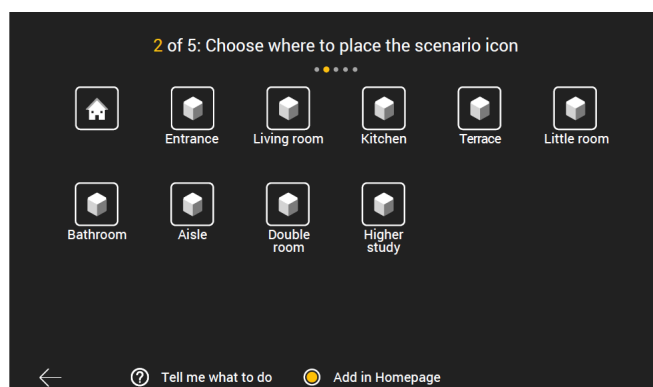 2 of 5: Choose where to place the scenario icon
Entrance
Living room
Kitchen
Terrace
Little room
Bathroom
Aisle
Double
room
Higher
study
? Tell me what to do
Add in Homepage